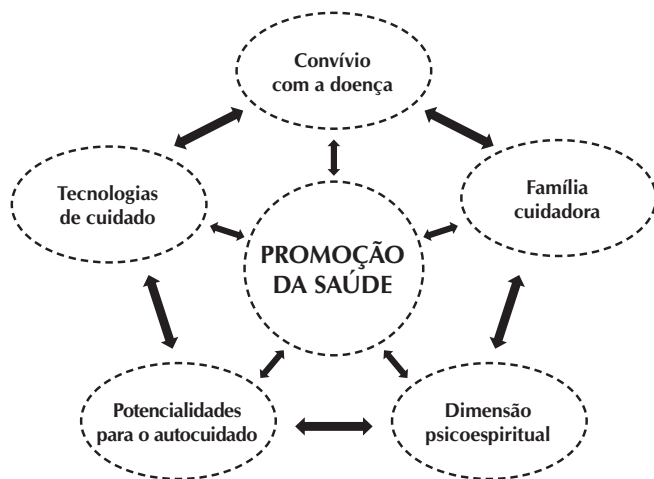 Convívio
com a doença
Tecnologias
de cuidado
Família
cuidadora
PROMOÇÃO
DA SAÚDE
Potencialidades
para o autocuidado
Dimensão
psicoespiritual